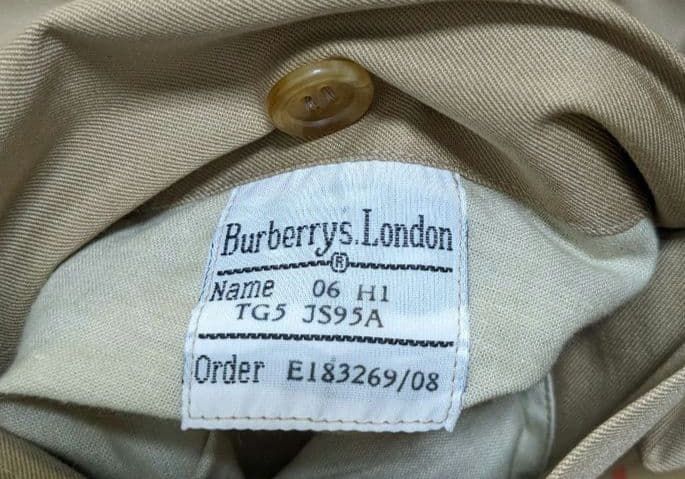 Burberrys.London
®
Name 06 H1
TG5 JS95A
Order E183269/08